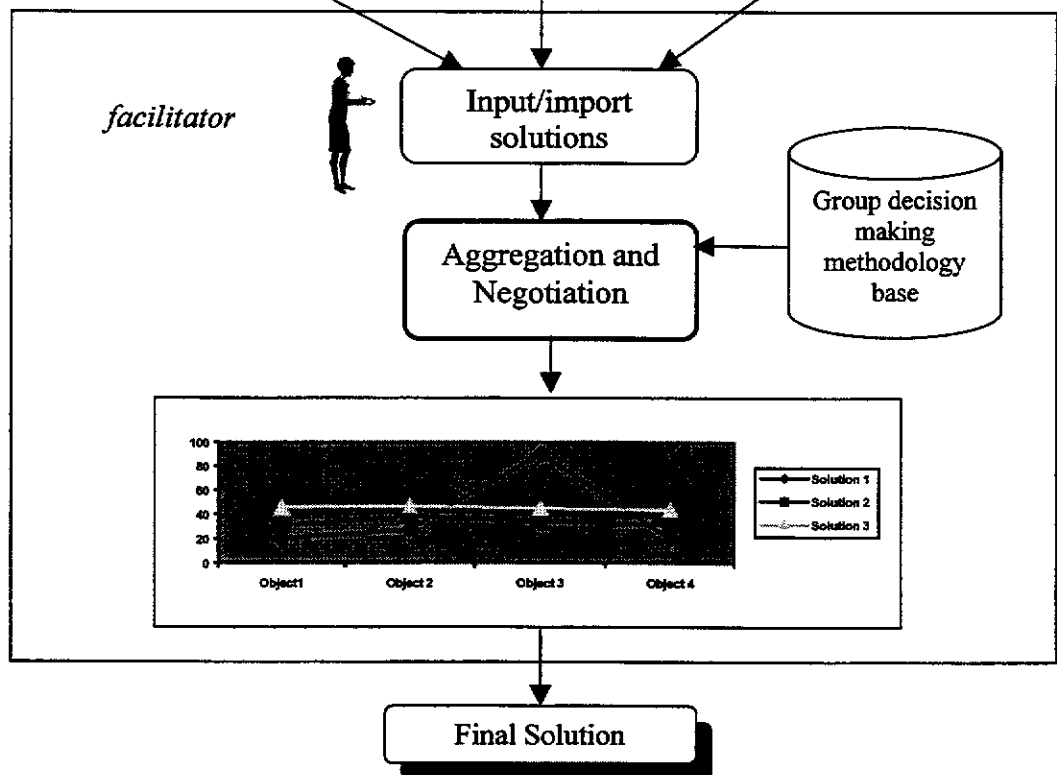 facilitator
Input/import
solutions
Group decision
making
methodology
base
Aggregation and
Negotiation
100
80
60
40
20
0
Object1
Object 2
Object 3
Object 4
Solution 1
Solution 2
Solution 3
Final Solution